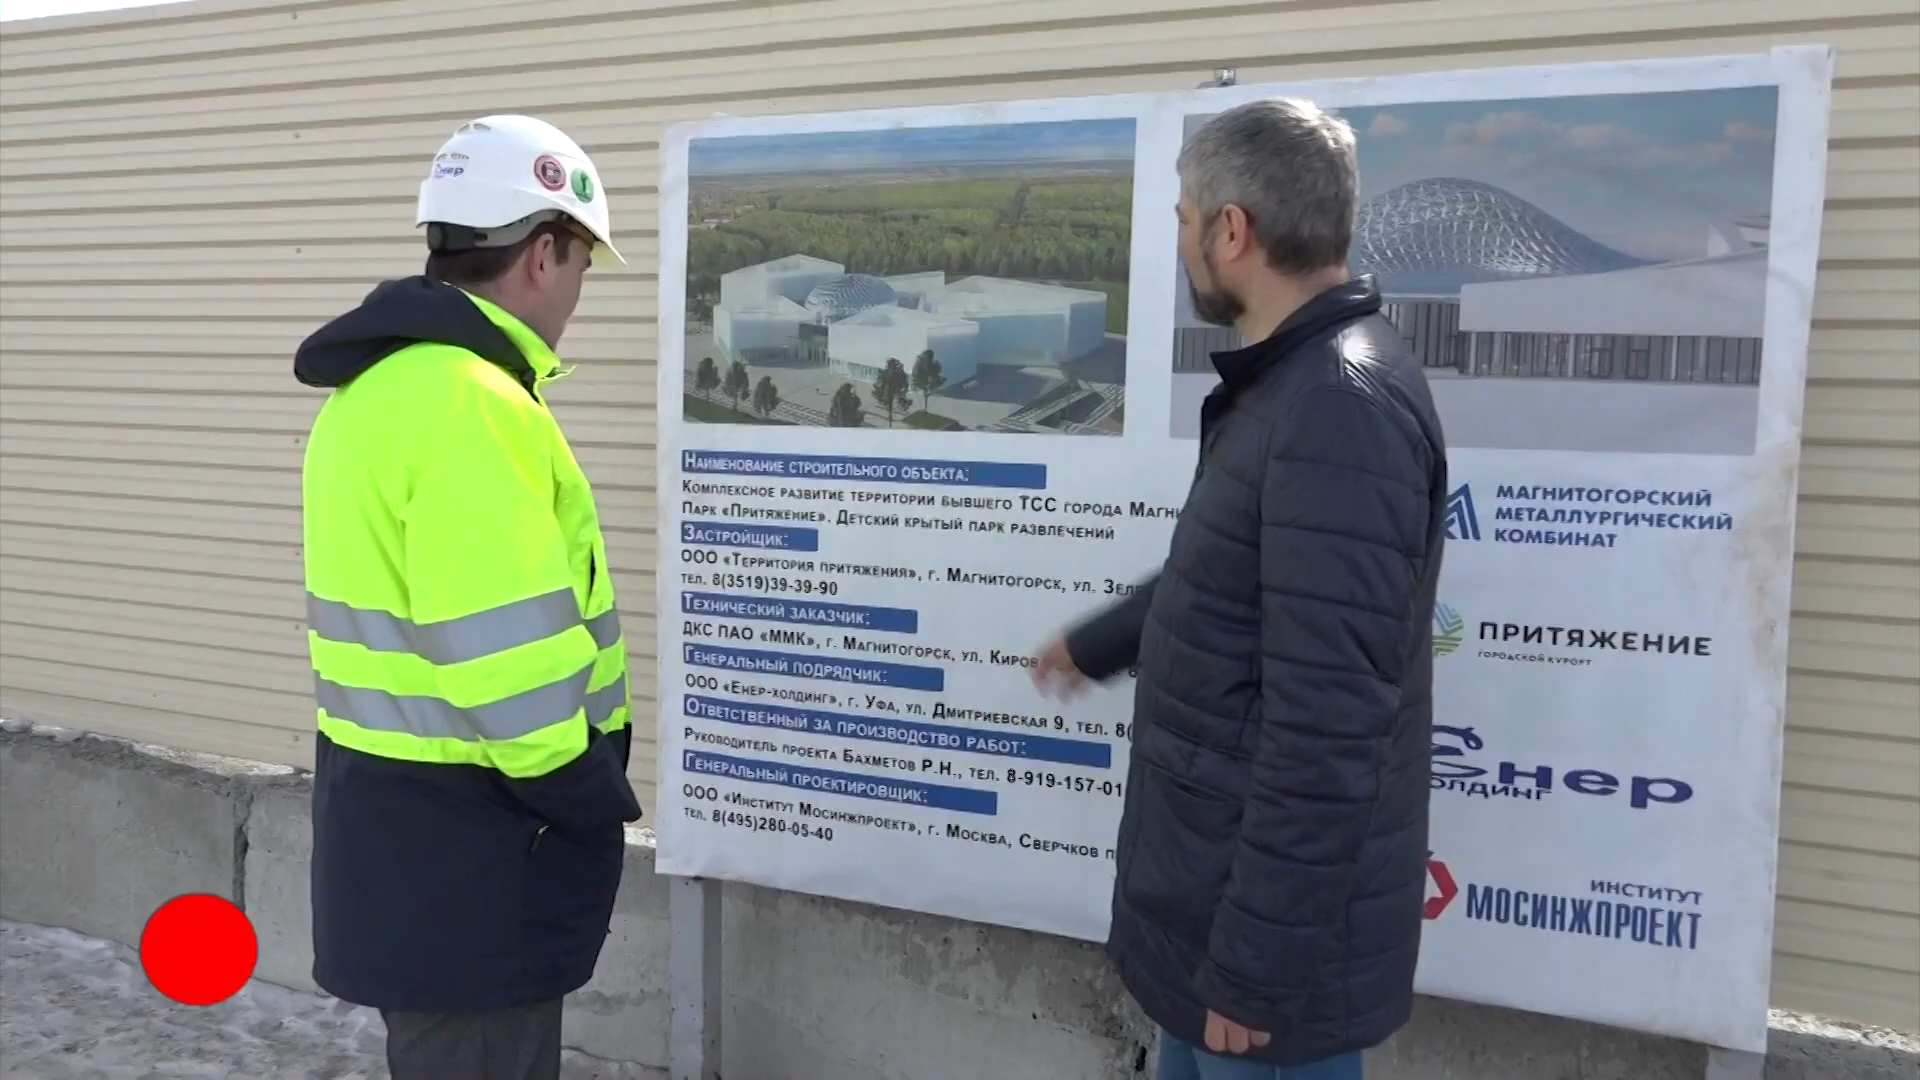 Енер
Наименование строительного объекта:
Комплексное развитие территории бывшего ТСС города
Парк «Притяжение». Детский крытый парк развлечений
Застройщик:
ООО «Территория притяжения», г. Магнитогорск, ул.
тел. 8(3519)39-39-90
Технический заказчик:
ДКС ПАО «ММК», г. Магнитогорск, ул.
Генеральный подрядчик:
ООО «Енер-холдинг», г. Уфа, ул. Дмитриевская 9, тел. 8(
Ответственный за производство работ:
Руководитель проекта Бахметов Р.Н., тел. 8-919-157-01
Генеральный проектировщик:
ООО «Институт Мосинжпроект», г. Москва, Сверчков п
тел. 8(495)280-05-40
МАГНИТОГОРСКИЙ
МЕТАЛЛУРГИЧЕСКИЙ
КОМБИНАТ
ПРИТЯЖЕНИЕ
ГОРОДСКОЙ КУРОРТ
Енер
олдинг
ИНСТИТУТ
МОСИНЖПРОЕКТ